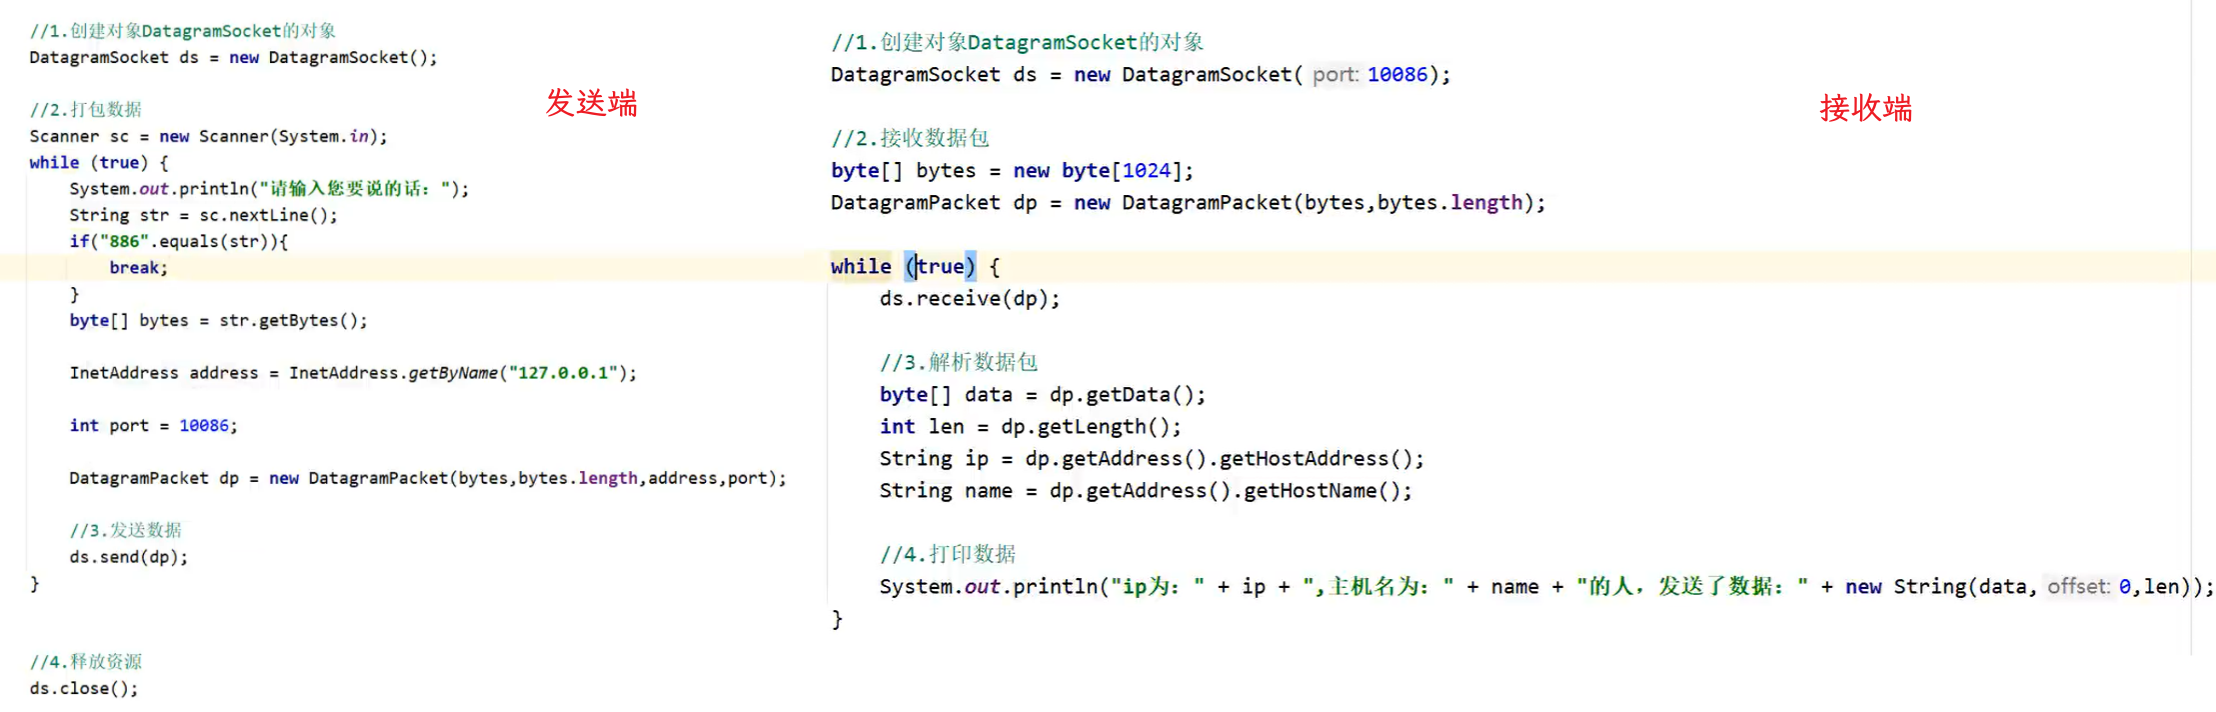 //1.创建对象DatagramSocket的对象
DatagramSocket ds = new DatagramSocket();
发送端
//2.打包数据
Scanner sc = new Scanner(System.in);
while (true) {
System.out.println("请输入您要说的话：");
String str = sc.nextLine();
if("886".equals(str)){
break;
}
byte[] bytes = str.getBytes();
InetAddress address = InetAddress.getByName("127.0.0.1");
int port = 10086;
DatagramPacket dp = new DatagramPacket(bytes,bytes.length,address,port);
//3.发送数据
ds.send(dp);
}
//4.释放资源
ds.close();
//1.创建对象DatagramSocket的对象
DatagramSocket ds = new DatagramSocket( port: 10086);
接收端
//2.接收数据包
byte[] bytes = new byte[1024];
DatagramPacket dp = new DatagramPacket(bytes,bytes.length);
while (true) {
ds.receive(dp);
//3.解析数据包
byte[] data = dp.getData();
int len = dp.getLength();
String ip = dp.getAddress().getHostAddress();
String name = dp.getAddress().getHostName();
//4.打印数据
System.out.println("ip为：" + ip + ",主机名为：" + name + "的人，发送了数据：" + new String(data, offset: 0,len));
}